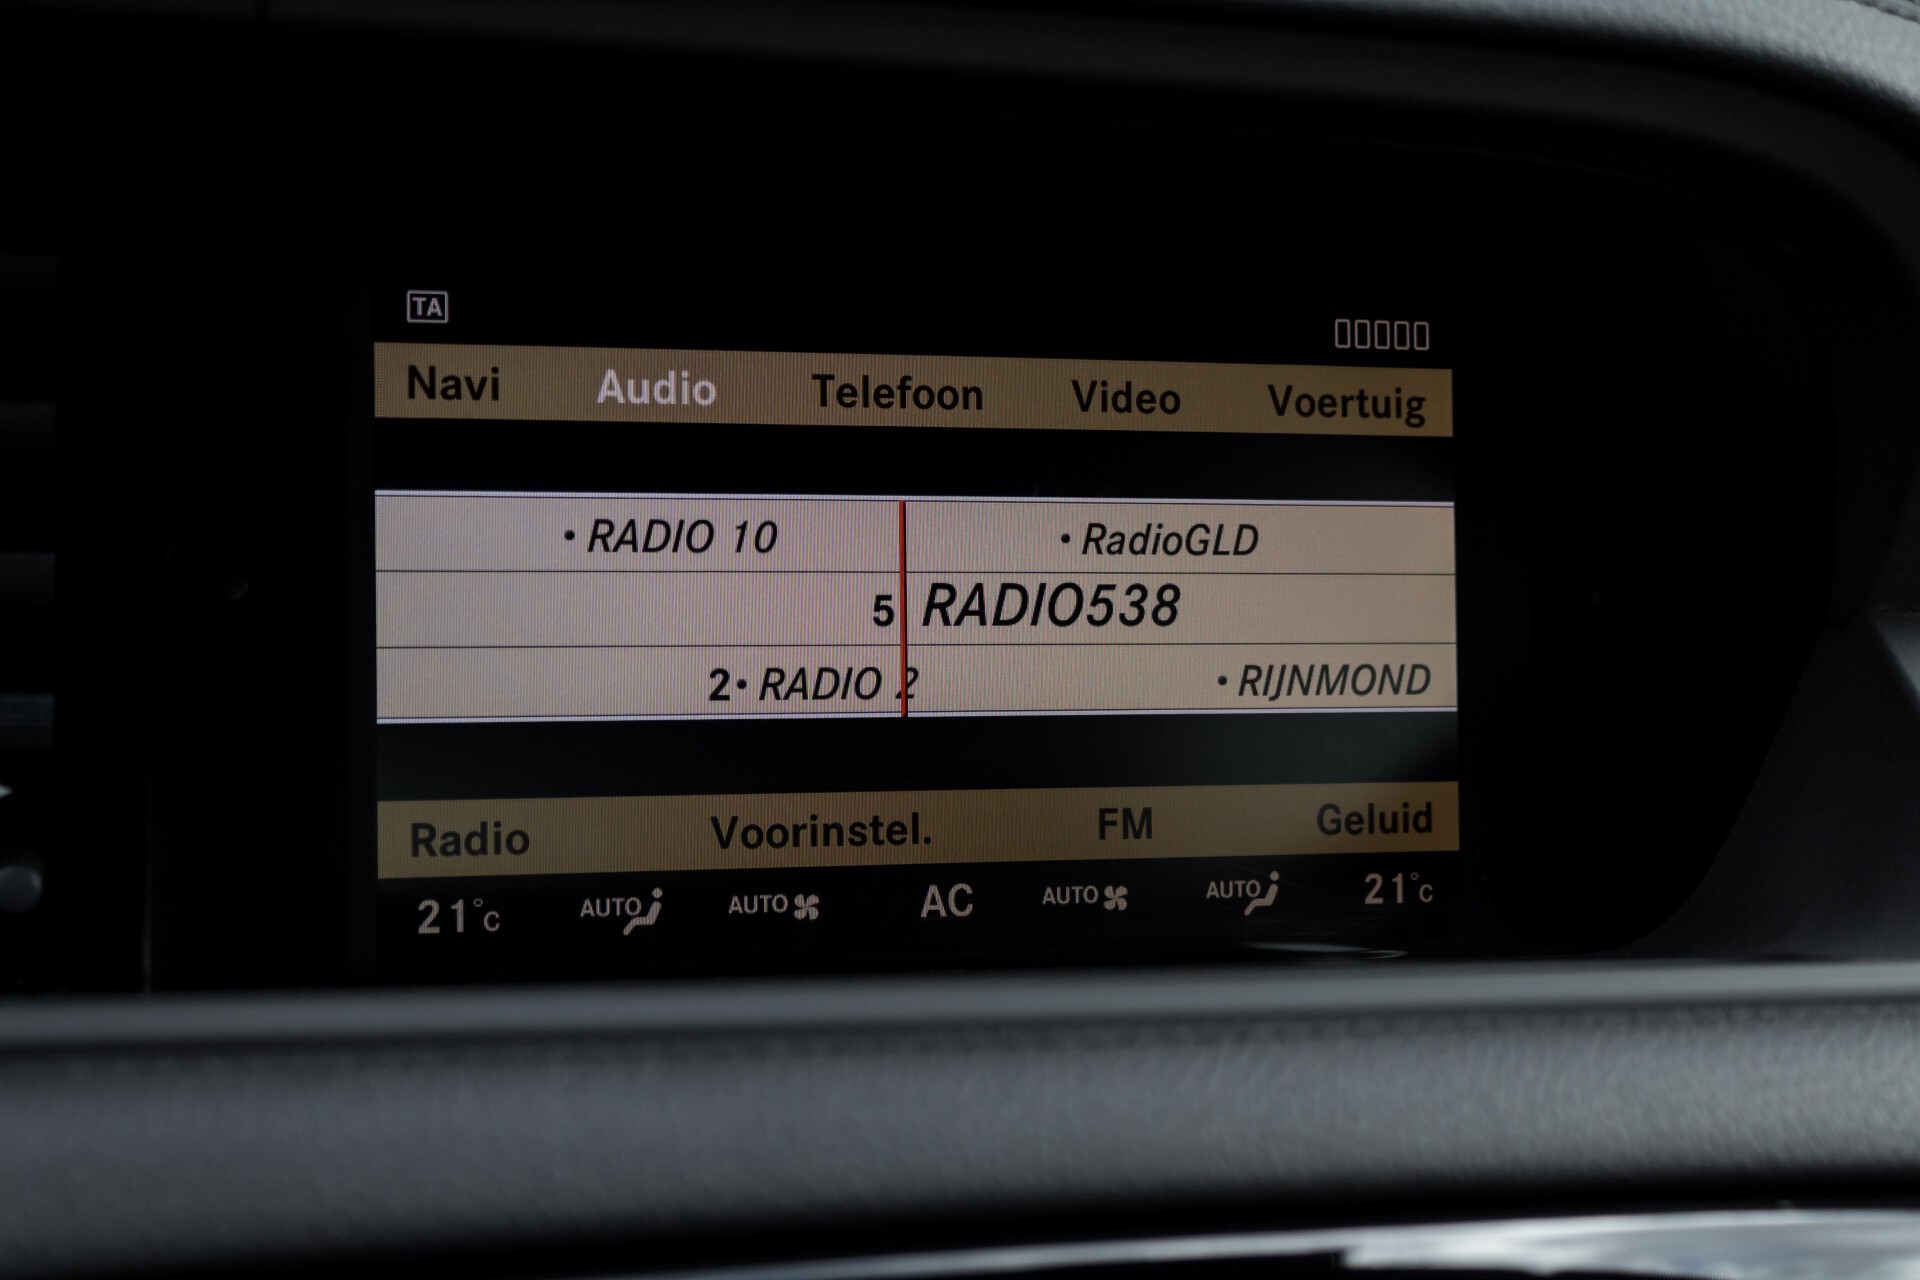 TA
Navi Audio Telefoon Video Voertuig
• RADIO 10 • RadioGLD
5 RADIO538
2• RADIO 2 • RIJNMOND
Radio Voorinstel. FM Geluid
21°C AUTO AUTO AC AUTO AUTO 21°C